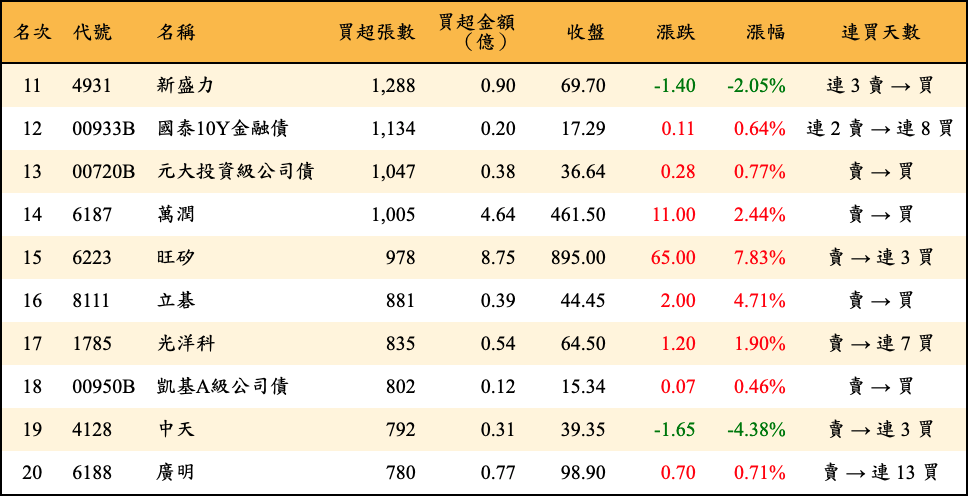 名次 代號 名稱 買超張數 買超金額（億） 收盤 漲跌 漲幅 連買天數
11 4931 新盛力 1,288 0.90 69.70 -1.40 -2.05% 連 3 賣 → 買
12 00933B 國泰10Y金融債 1,134 0.20 17.29 0.11 0.64% 連 2 賣 → 連 8 買
13 00720B 元大投資級公司債 1,047 0.38 36.64 0.28 0.77% 賣 → 買
14 6187 萬潤 1,005 4.64 461.50 11.00 2.44% 賣 → 買
15 6223 旺矽 978 8.75 895.00 65.00 7.83% 賣 → 連 3 買
16 8111 立碁 881 0.39 44.45 2.00 4.71% 賣 → 買
17 1785 光洋科 835 0.54 64.50 1.20 1.90% 賣 → 連 7 買
18 00950B 凱基A級公司債 802 0.12 15.34 0.07 0.46% 賣 → 買
19 4128 中天 792 0.31 39.35 -1.65 -4.38% 賣 → 連 3 買
20 6188 廣明 780 0.77 98.90 0.70 0.71% 賣 → 連 13 買